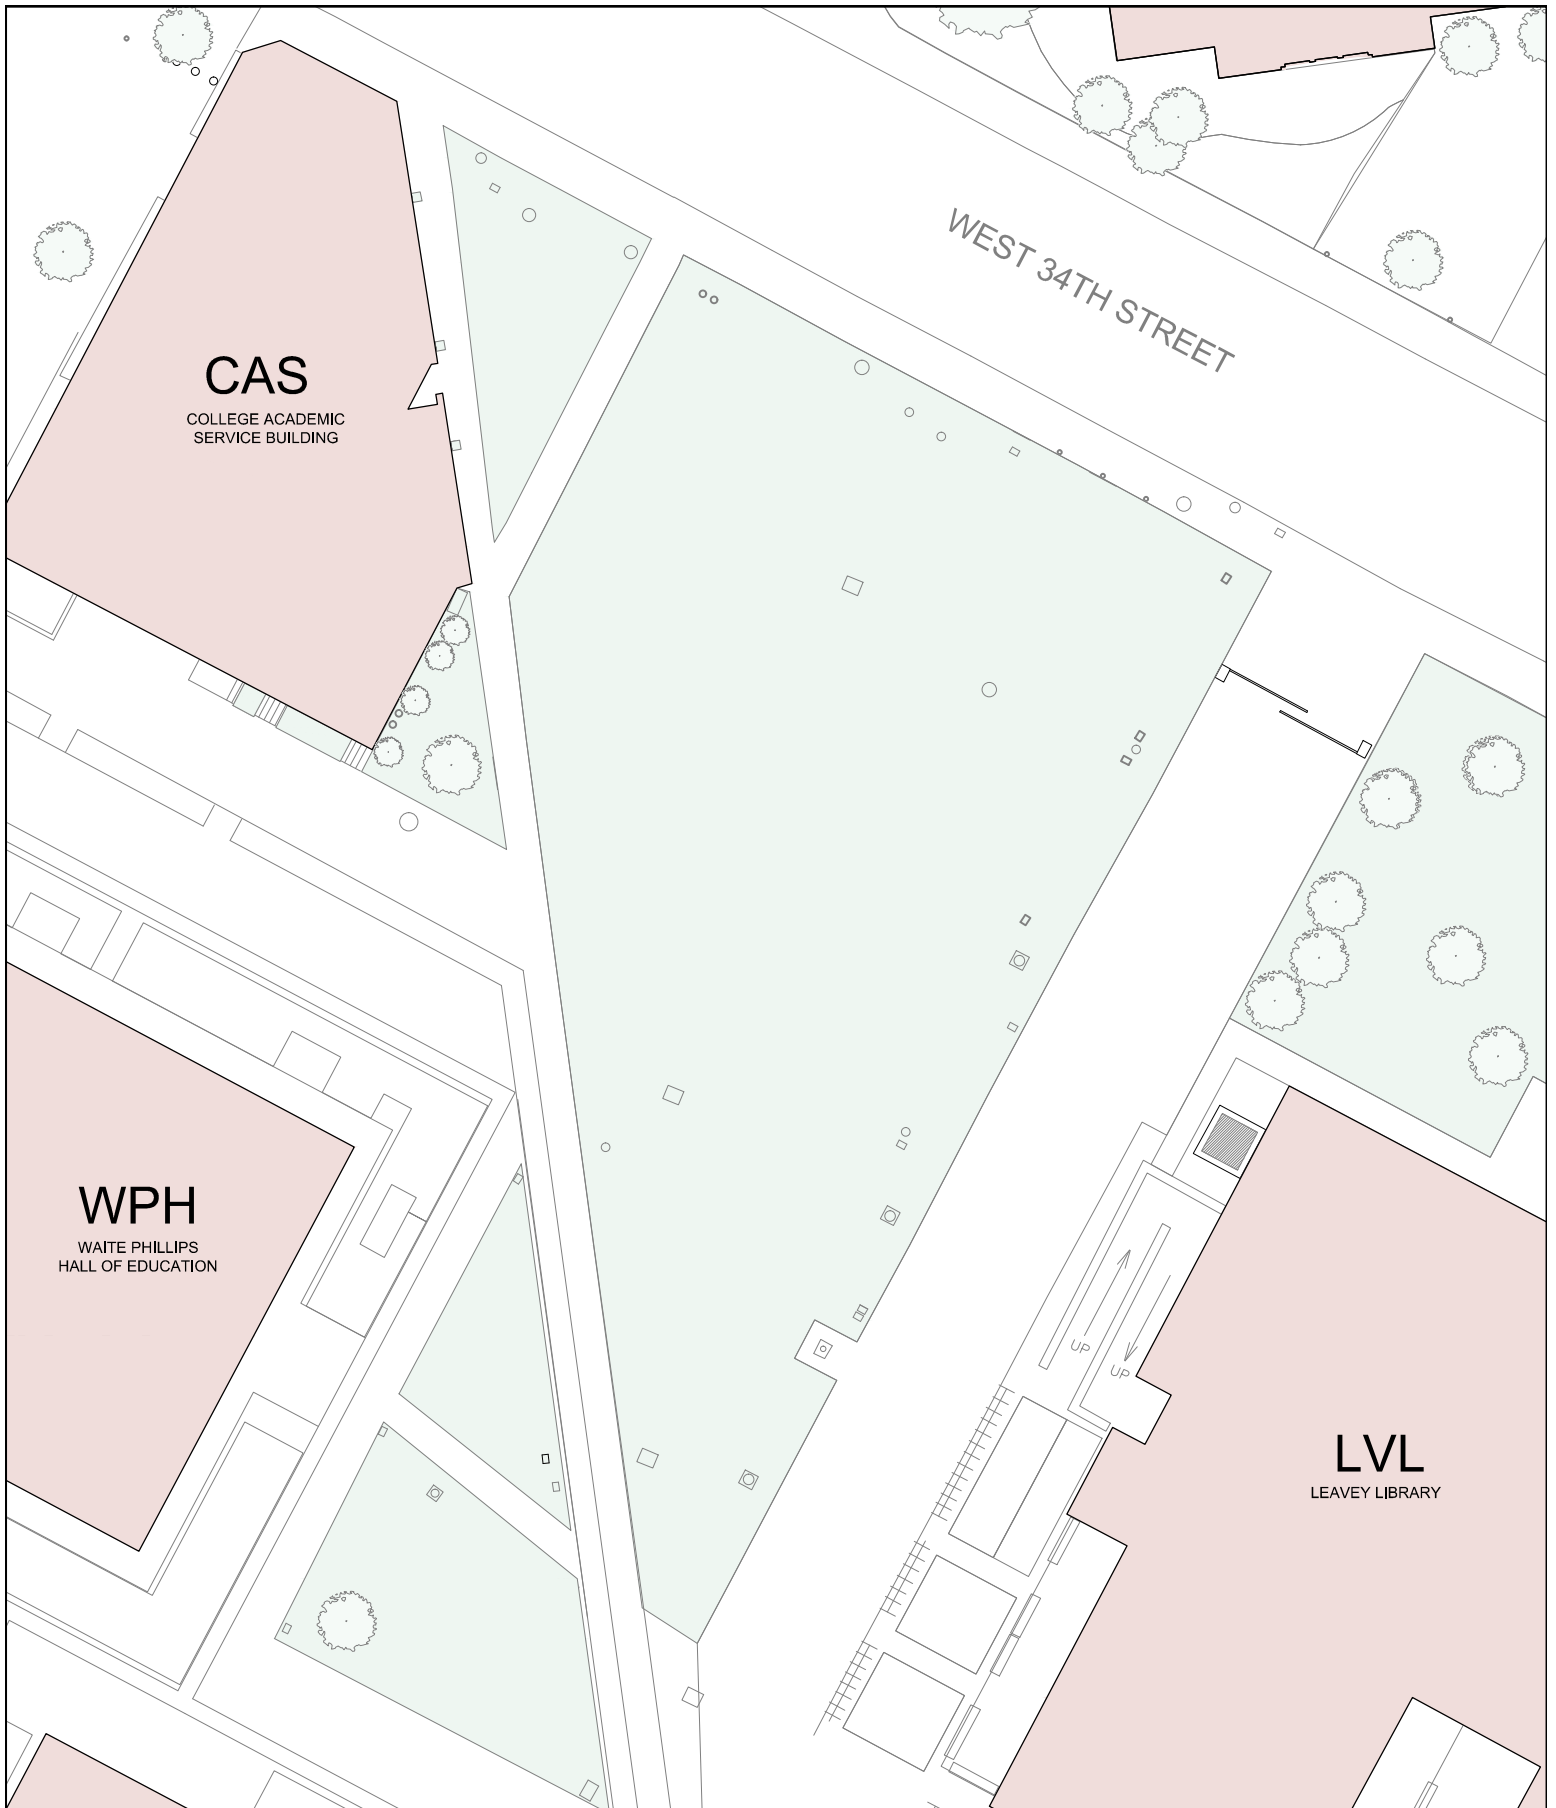 WEST 34TH STREET
CAS
COLLEGE ACADEMIC
SERVICE BUILDING
WPH
WAITE PHILLIPS
HALL OF EDUCATION
UP
UP
LVL
LEAVEY LIBRARY